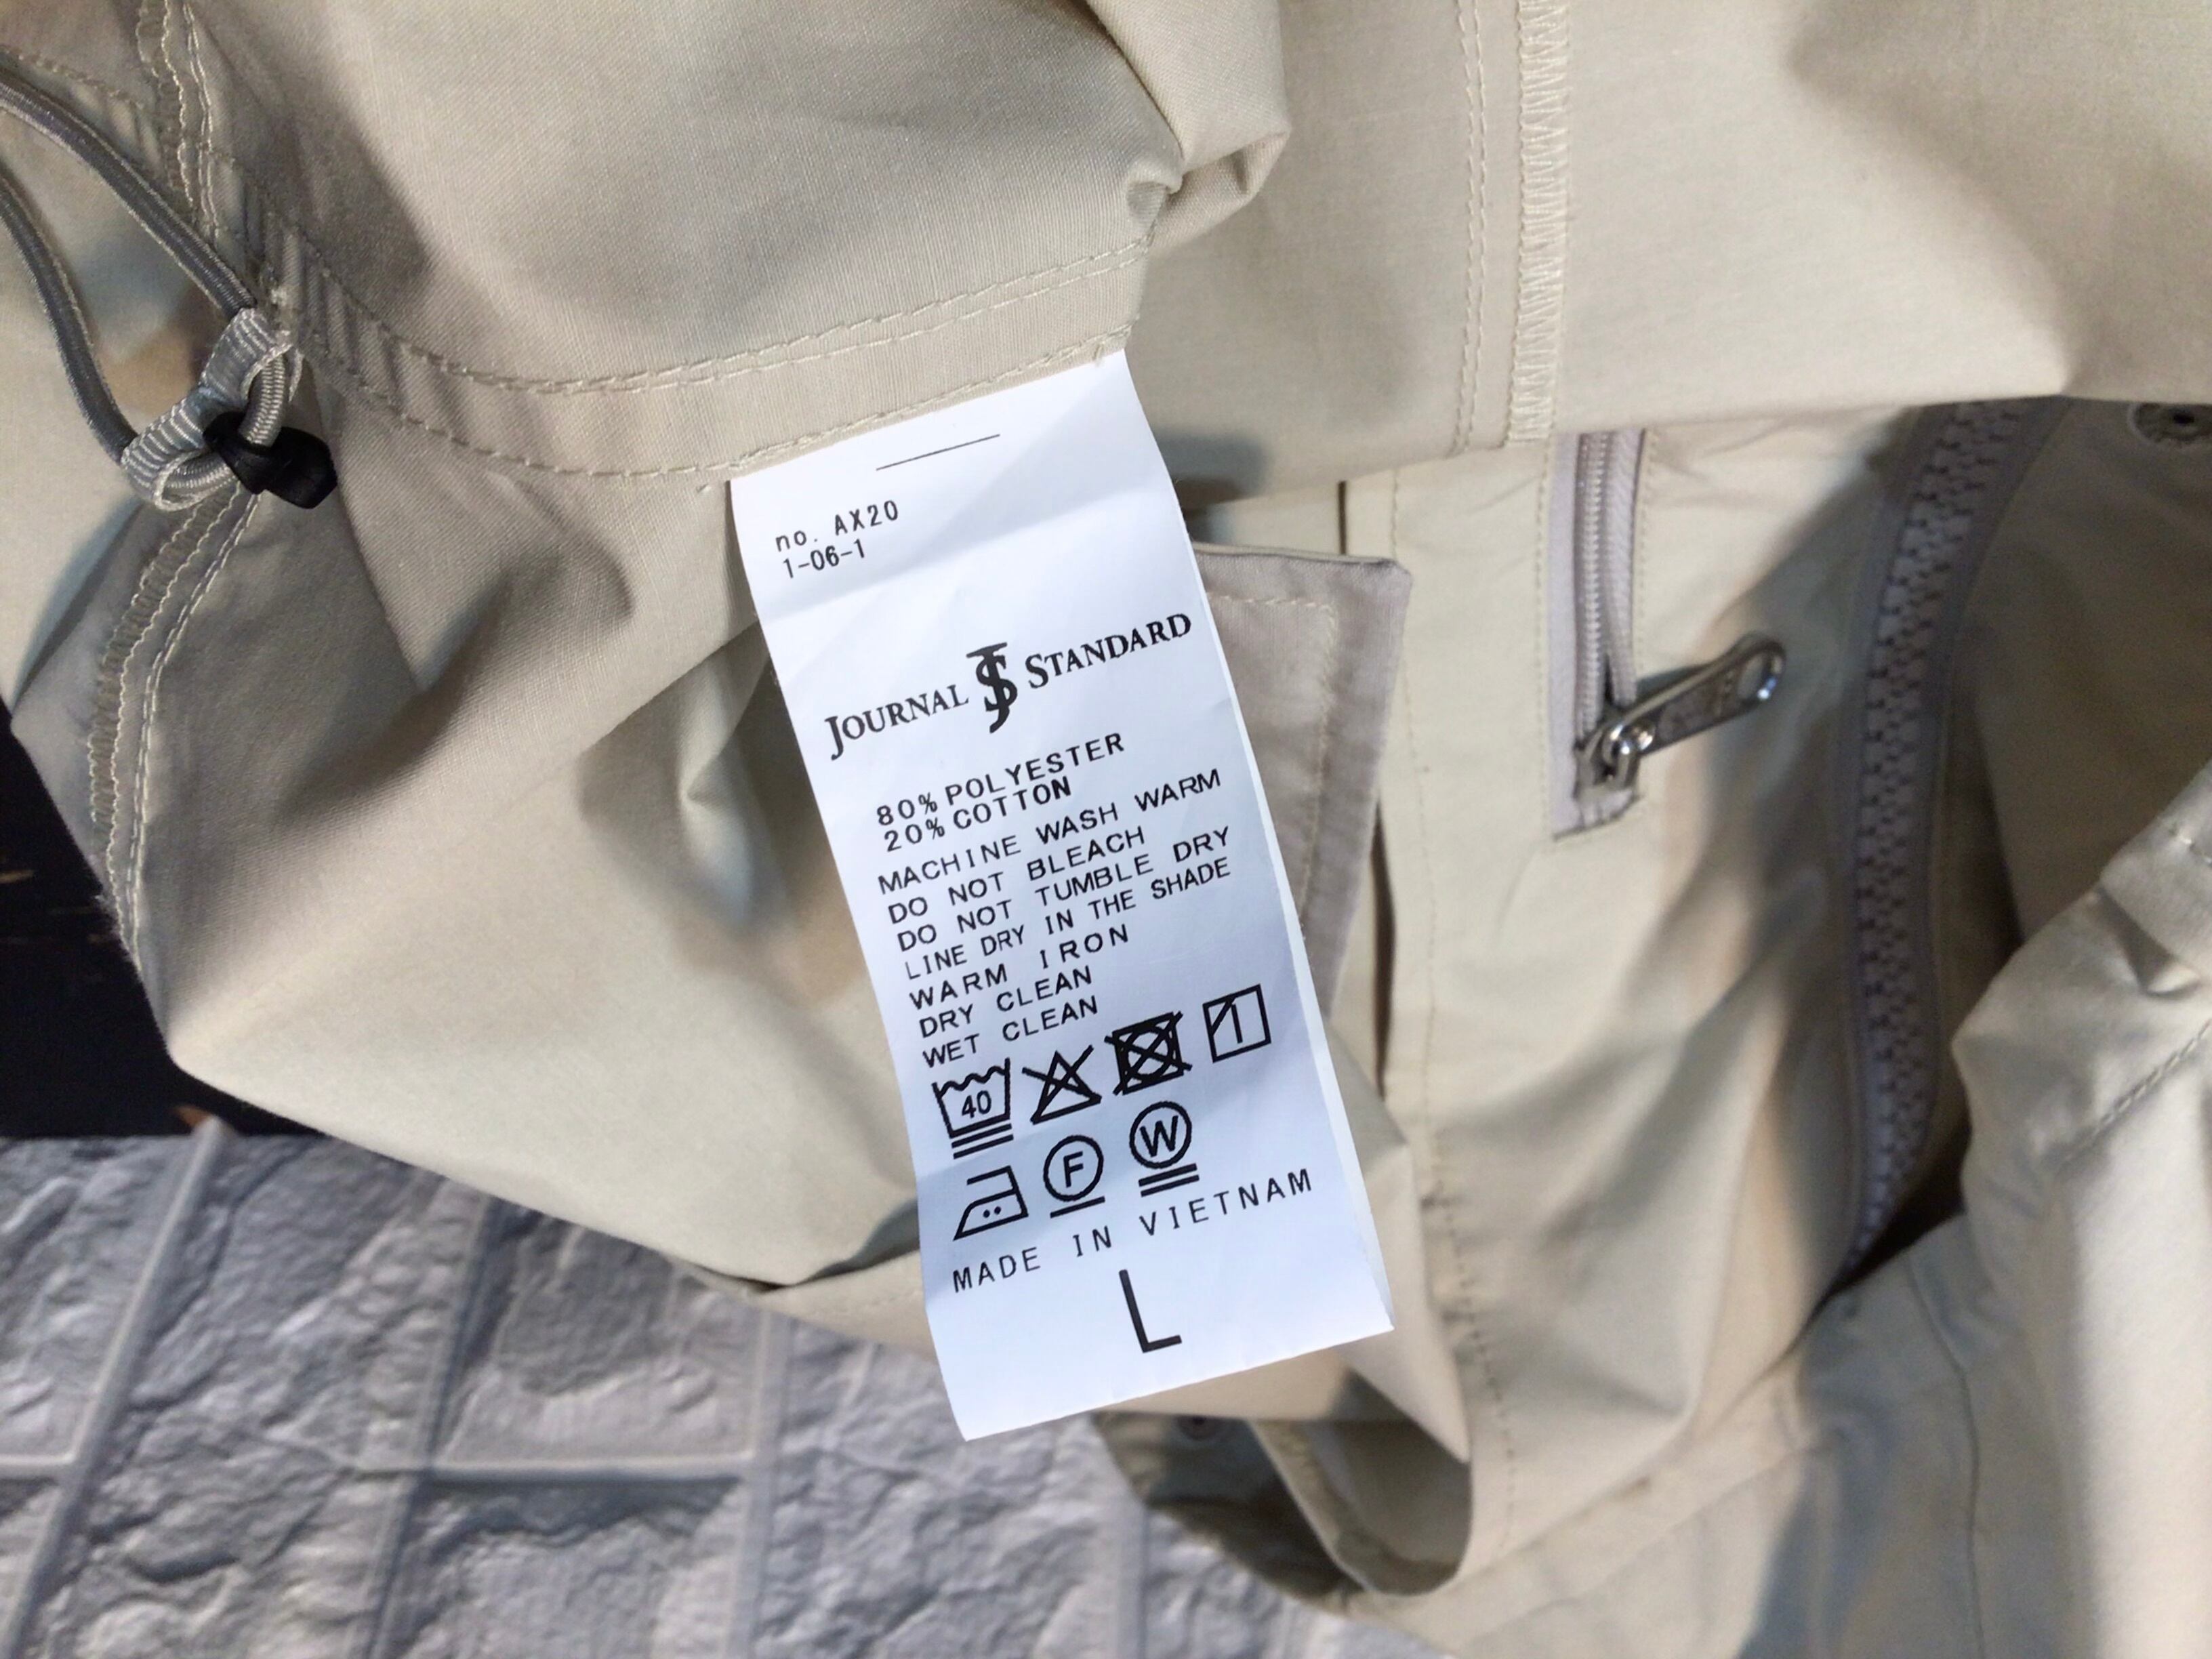 no. AX20
1-06-1
JOURNAL JS STANDARD
80% POLYESTER
20% COTTON
MACHINE WASH WARM
DO NOT BLEACH
DO NOT TUMBLE DRY
LINE DRY IN THE SHADE
WARM IRON
DRY CLEAN
WET CLEAN
40
F W
MADE IN VIETNAM
L